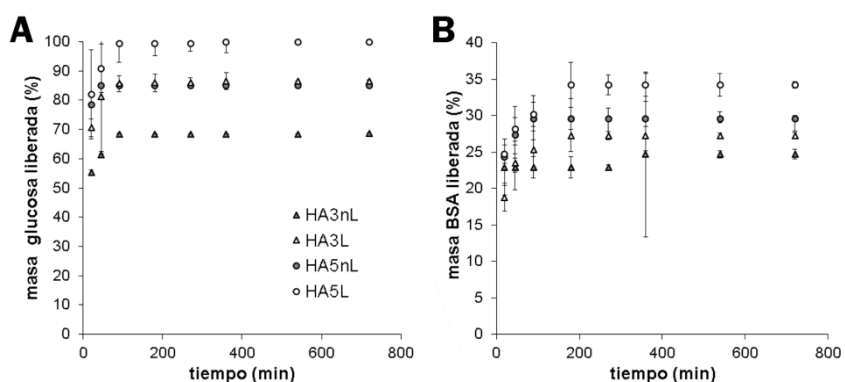 A
masa glucosa liberada (%)
100
90
80
70
60
50
40
30
20
10
0
HA3nL
HA3L
HA5nL
HA5L
0 200 400 600 800
tiempo (min)
B
masa BSA liberada (%)
40
35
30
25
20
15
10
5
0
0 200 400 600 800
tiempo (min)